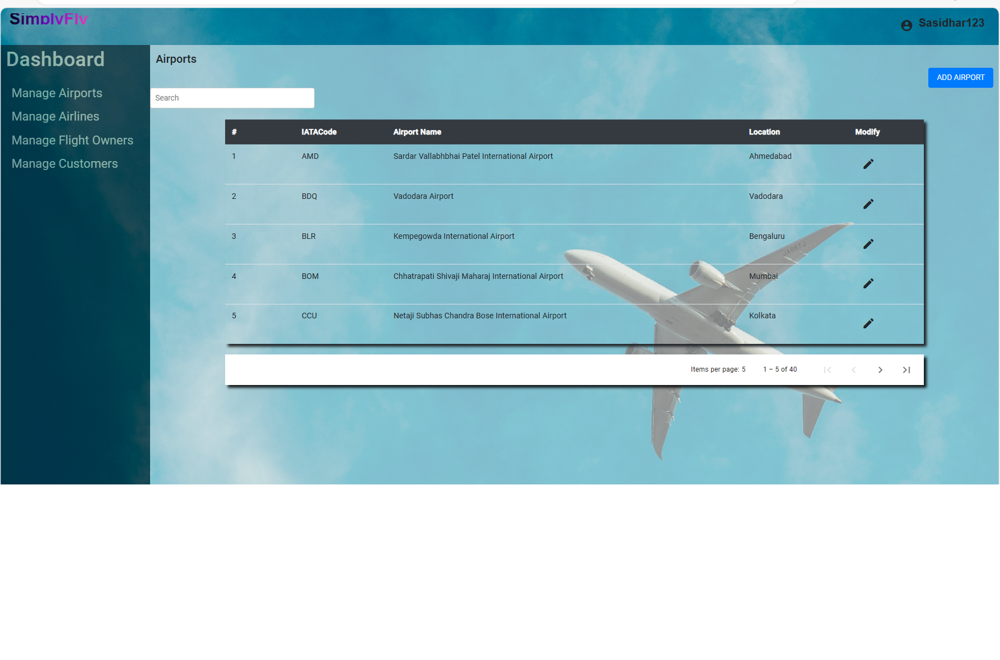 SimplyFly
Sasidhar123
Dashboard
Manage Airports
Manage Airlines
Manage Flight Owners
Manage Customers
Airports
ADD AIRPORT
Search
# IATACode Airport Name Location Modify
1 AMD Sardar Vallabhbhai Patel International Airport Ahmedabad
2 BDQ Vadodara Airport Vadodara
3 BLR Kempegowda International Airport Bengaluru
JA867J
4 BOM Chhatrapati Shivaji Maharaj International Airport Mumbai
5 CCU Netaji Subhas Chandra Bose International Airport Kolkata
Items per page: 5 1 – 5 of 40